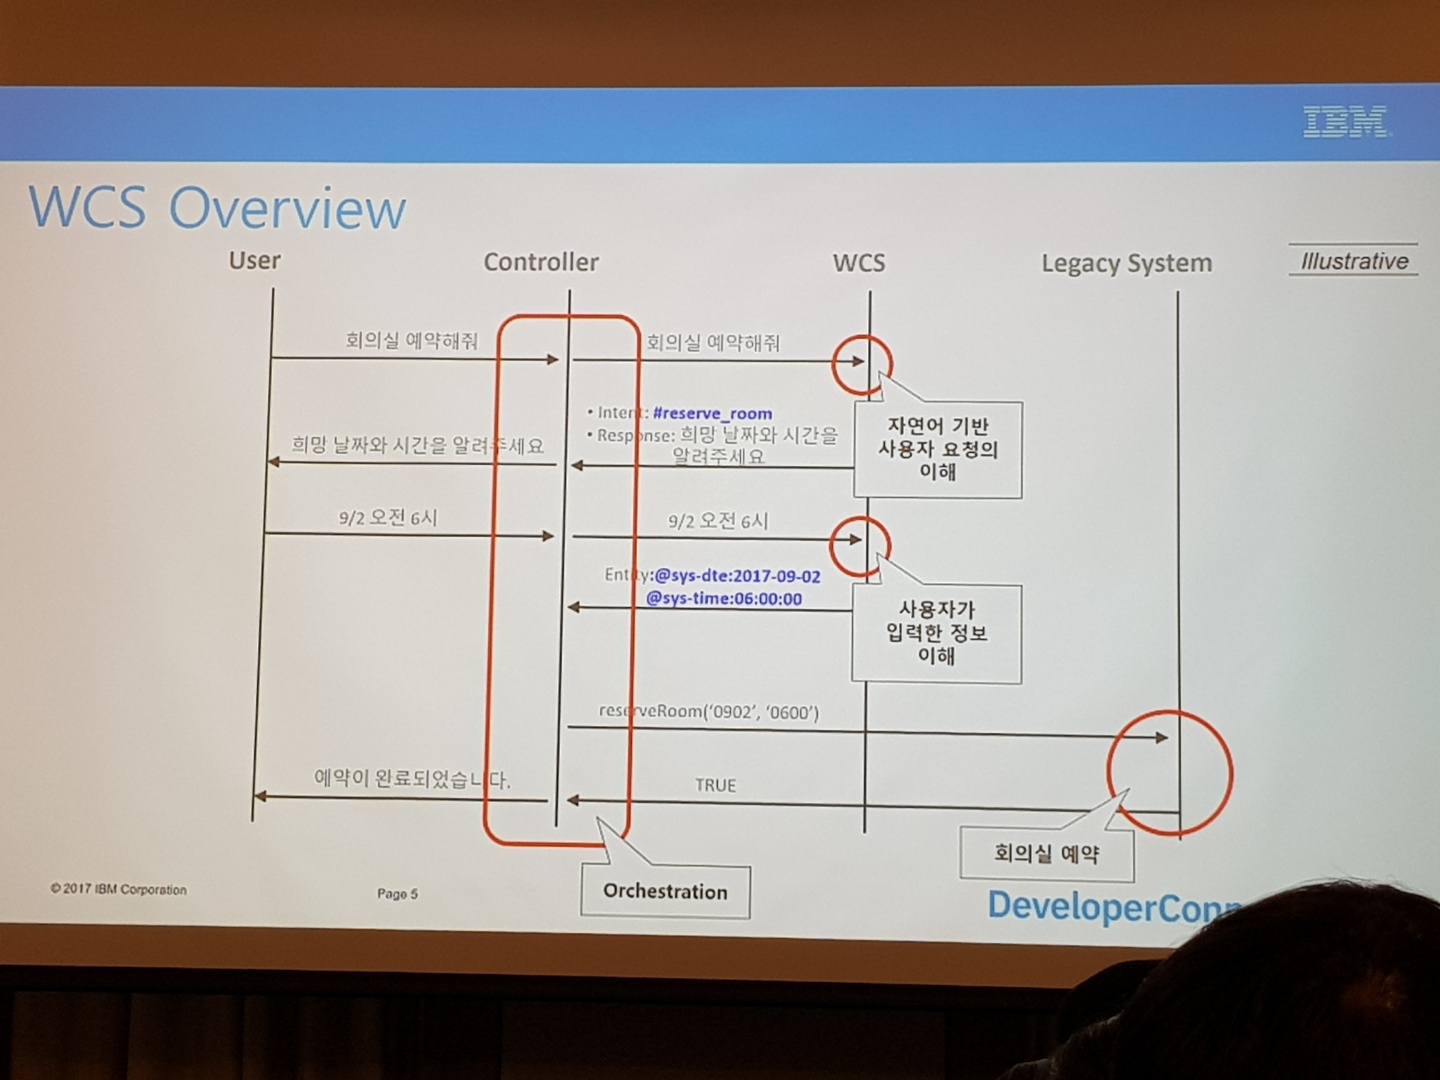 IBM
WCS Overview
User
Controller
WCS
Legacy System
Illustrative
회의실 예약해줘
회의실 예약해줘
• Intent: #reserve_room
• Response: 희망 날짜와 시간을
알려주세요
희망 날짜와 시간을 알려주세요
자연어 기반
사용자 요청의
이해
9/2 오전 6시
9/2 오전 6시
Entity:@sys-dte:2017-09-02
@sys-time:06:00:00
사용자가
입력한 정보
이해
reserveRoom(‘0902’, ‘0600’)
예약이 완료되었습니다.
TRUE
회의실 예약
Orchestration
© 2017 IBM Corporation
Page 5